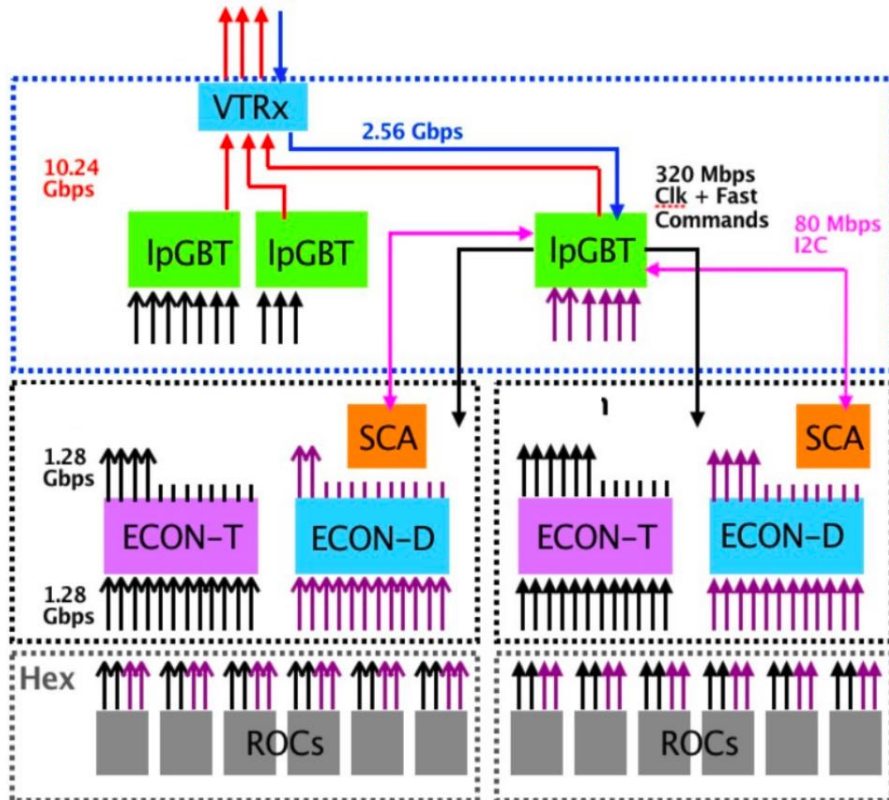 VTRx
2.56 Gbps
10.24
Gbps
320 Mbps
Clk + Fast
Commands
80 Mbps
I2C
lpGBT
lpGBT
lpGBT
SCA
SCA
1.28
Gbps
ECON-T
ECON-D
ECON-T
ECON-D
1.28
Gbps
Hex
ROCs
ROCs